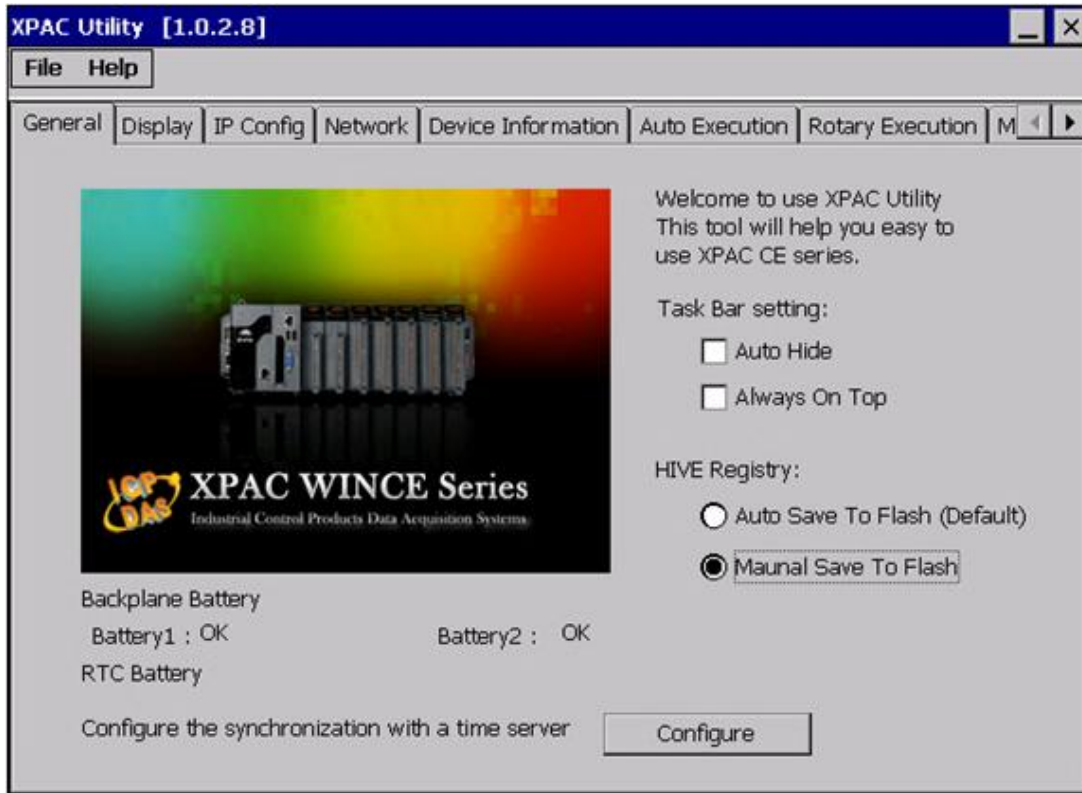 XPAC Utility [1.0.2.8]
File Help
General Display IP Config Network Device Information Auto Execution Rotary Execution M
Welcome to use XPAC Utility
This tool will help you easy to
use XPAC CE series.
Task Bar setting:
Auto Hide
Always On Top
HIVE Registry:
Auto Save To Flash (Default)
Maunal Save To Flash
ICP
DAS
XPAC WINCE Series
Industrial Control Products Data Acquisition Systems
Backplane Battery
Battery1 : OK Battery2 : OK
RTC Battery
Configure the synchronization with a time server Configure